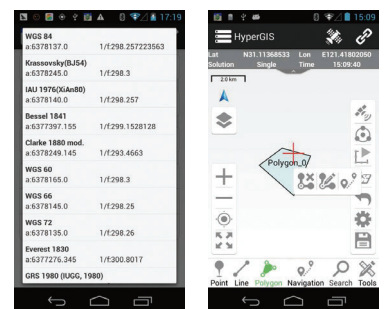 17:19
WGS 84
a:6378137.0 1/f:298.257223563
Krassovsky(BJ54)
a:6378245.0 1/f:298.3
IAU 1976(XiAn80)
a:6378140.0 1/f:298.257
Bessel 1841
a:6377397.155 1/f:299.1528128
Clarke 1880 mod.
a:6378249.145 1/f:293.4663
WGS 60
a:6378165.0 1/f:298.3
WGS 66
a:6378145.0 1/f:298.25
WGS 72
a:6378135.0 1/f:298.26
Everest 1830
a:6377276.345 1/f:300.8017
GRS 1980 (IUGG, 1980)
15:09
HyperGIS
Lat N31.11368533 Lon E121.41802050
Solution Single Time 15:09:40
2.0 km
Polygon_0
Point Line Polygon Navigation Search Tools